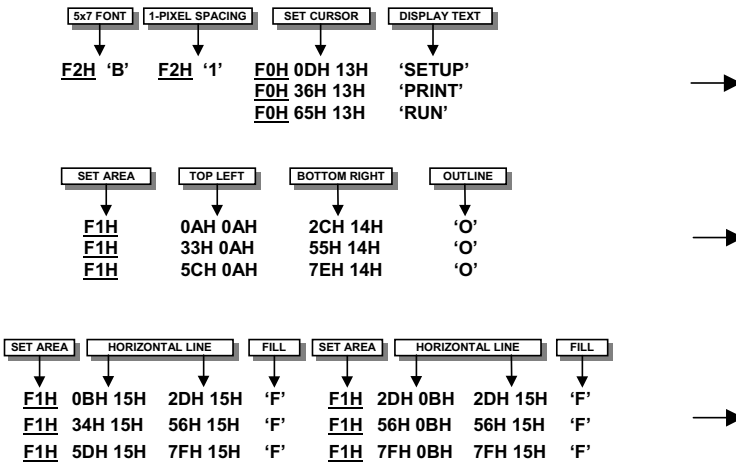 5x7 FONT 1-PIXEL SPACING SET CURSOR DISPLAY TEXT
F2H ‘B’ F2H ‘1’ F0H 0DH 13H ‘SETUP’
F0H 36H 13H ‘PRINT’
F0H 65H 13H ‘RUN’
SET AREA TOP LEFT BOTTOM RIGHT OUTLINE
F1H 0AH 0AH 2CH 14H ‘O’
F1H 33H 0AH 55H 14H ‘O’
F1H 5CH 0AH 7EH 14H ‘O’
SET AREA HORIZONTAL LINE FILL SET AREA HORIZONTAL LINE FILL
F1H 0BH 15H 2DH 15H ‘F’ F1H 2DH 0BH 2DH 15H ‘F’
F1H 34H 15H 56H 15H ‘F’ F1H 56H 0BH 56H 15H ‘F’
F1H 5DH 15H 7FH 15H ‘F’ F1H 7FH 0BH 7FH 15H ‘F’